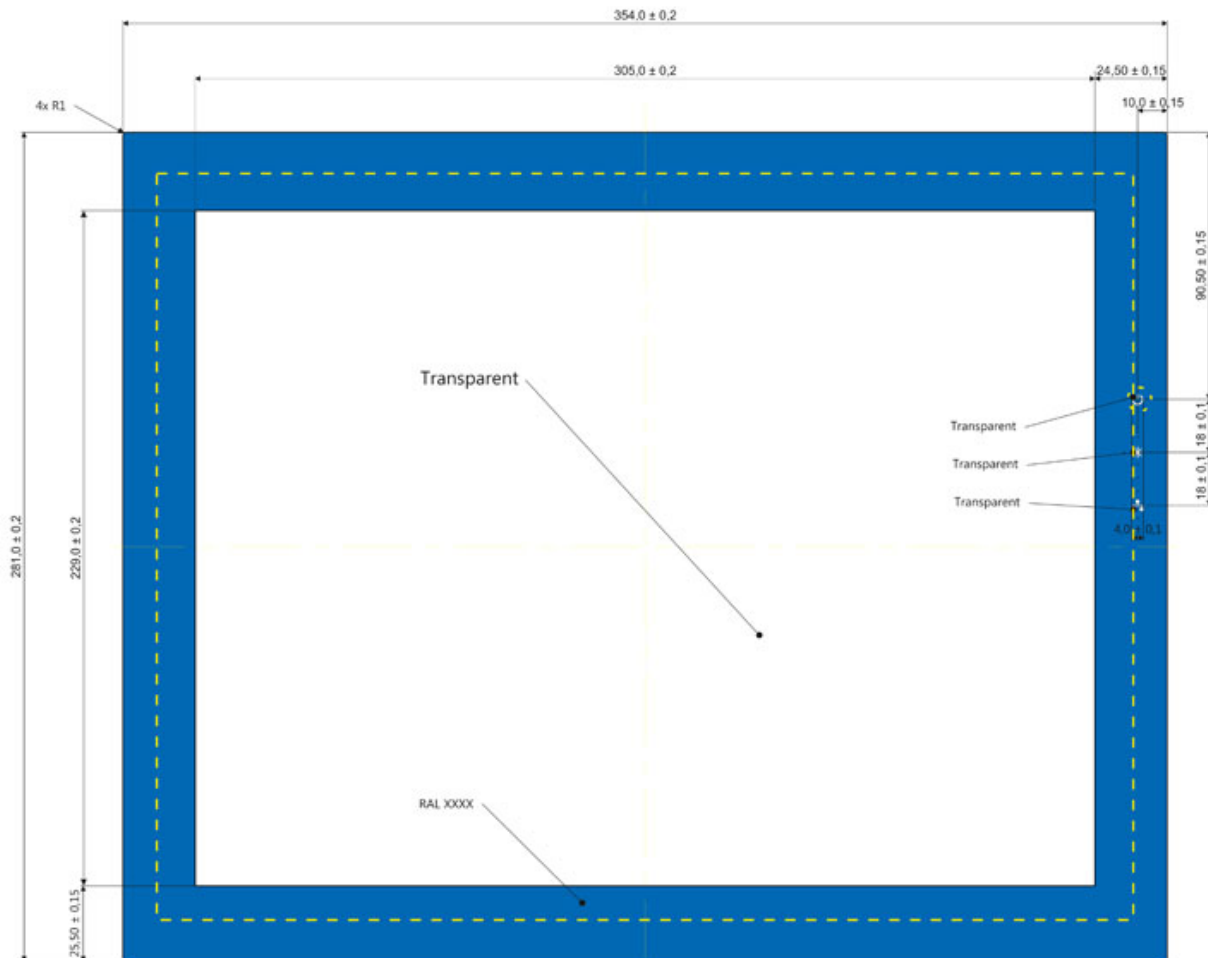 354.0 ± 0,2
305,0 ± 0,2
24,50 ± 0,15
10,0 ± 0,15
4x R1
90,50 ± 0,15
Transparent
Transparent
18 ± 0,1
Transparent
18 ± 0,1
Transparent
4,0 ± 0,1
281,0 ± 0,2
229,0 ± 0,2
RAL XXXX
25,50 ± 0,15